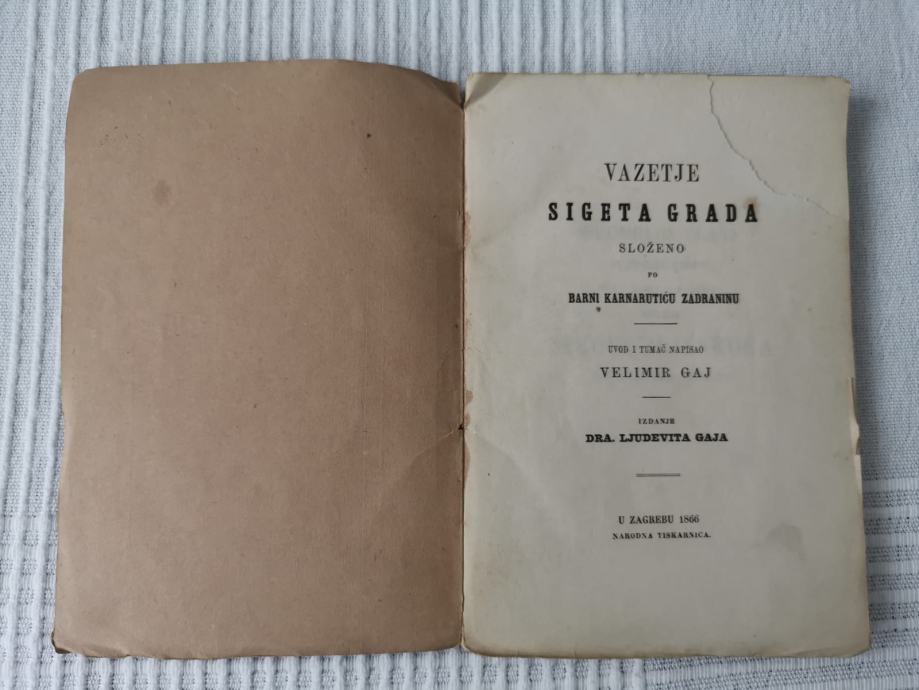 VAZETJE
SIGETA GRADA
SLOŽENO
PO
BARNI KARNARUTIĆU ZADRANINU
UVOD I TUMAČ NAPISAO
VELIMIR GAJ
IZDANJE
DRA. LJUDEVITA GAJA
U ZAGREBU 1866
NARODNA TISKARNICA.